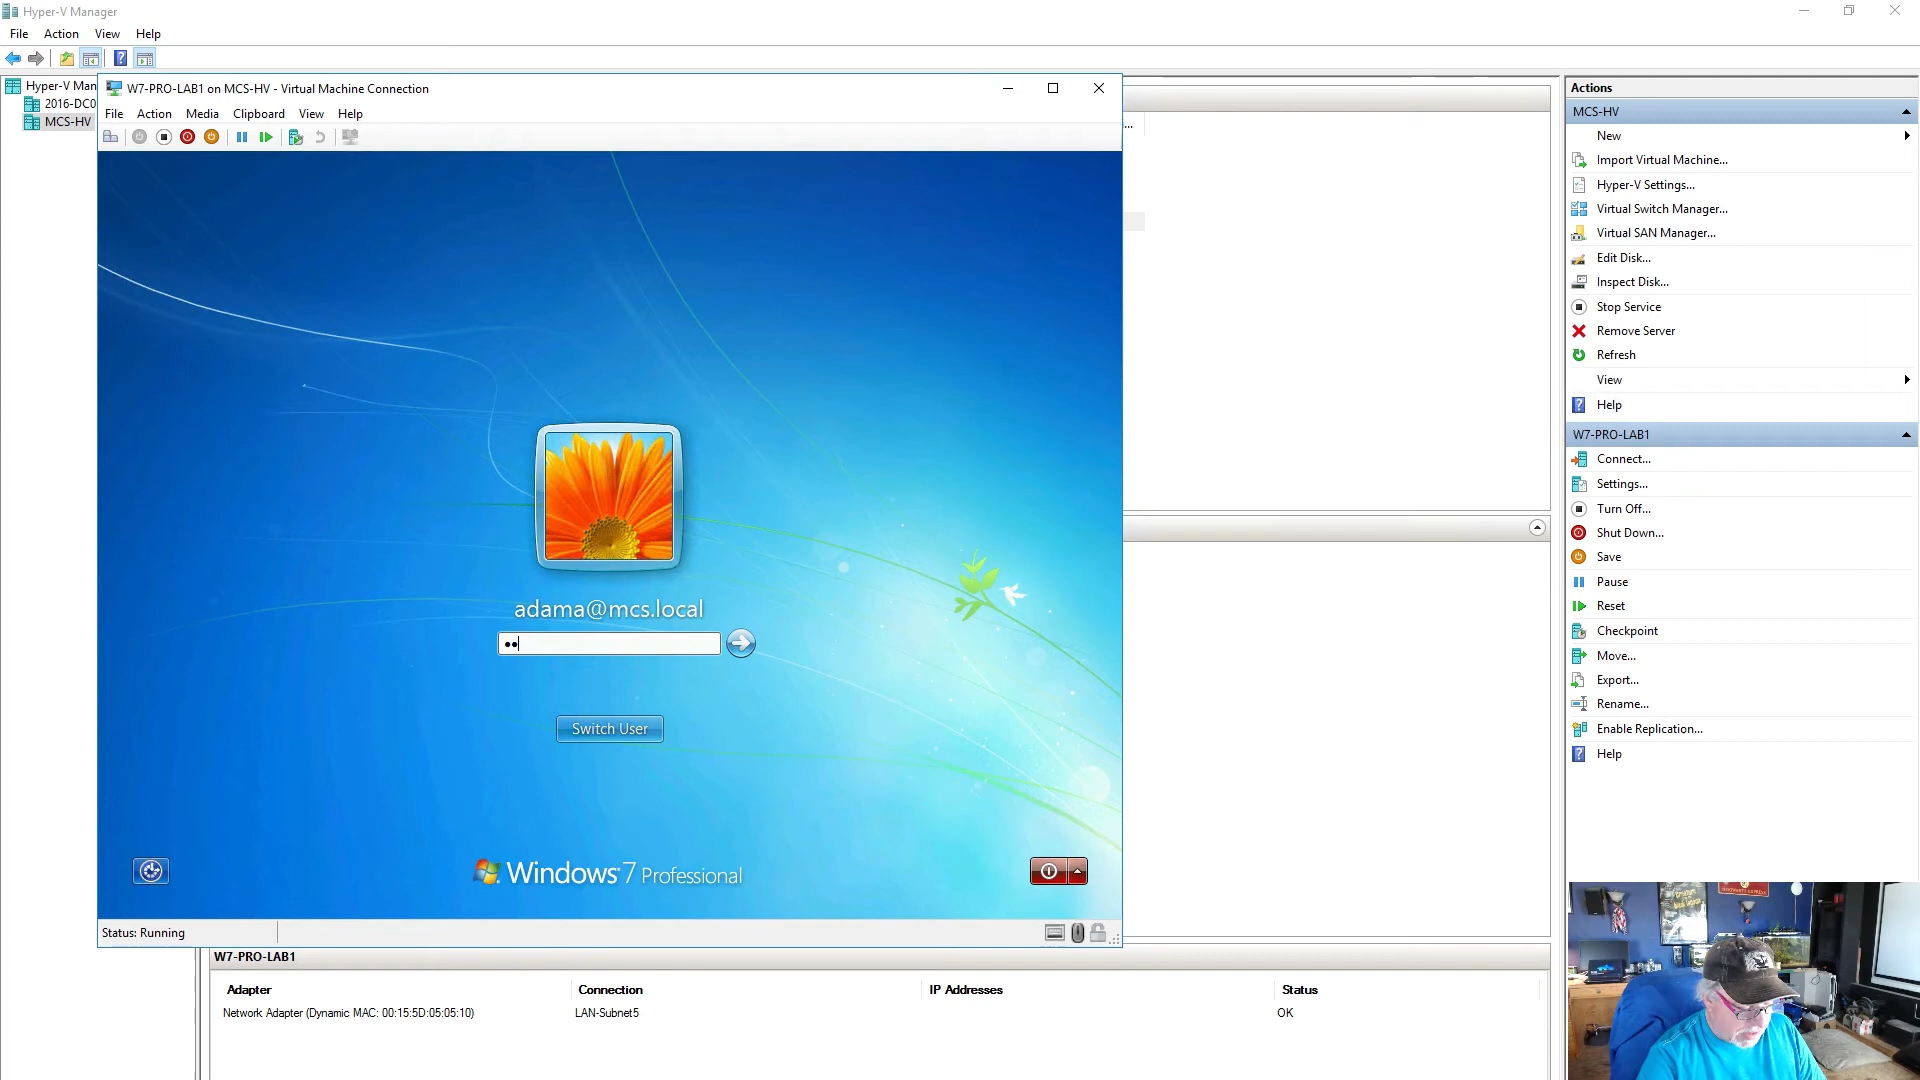 Hyper-V Manager
File Action View Help
Hyper-V Man
2016-DC0
MCS-HV
W7-PRO-LAB1 on MCS-HV - Virtual Machine Connection
File Action Media View Clipboard Help
adama@mcs.local
Switch User
Windows 7 Professional
Status: Running
...
W7-PRO-LAB1
Adapter Connection IP Addresses Status
Network Adapter (Dynamic MAC: 00:15:5D:05:05:10) LAN-Subnet5 OK
Actions
MCS-HV
New
Import Virtual Machine...
Hyper-V Settings...
Virtual Switch Manager...
Virtual SAN Manager...
Edit Disk...
Inspect Disk...
Stop Service
Remove Server
Refresh
View
Help
W7-PRO-LAB1
Connect...
Settings...
Turn Off...
Shut Down...
Save
Pause
Reset
Checkpoint
Move...
Export...
Rename...
Enable Replication...
Help